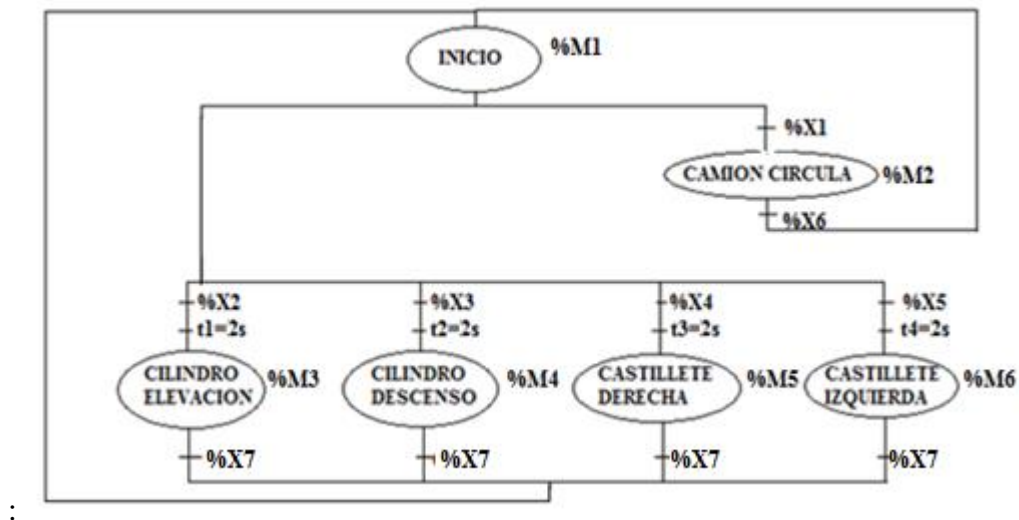 INICIO %M1
%X1
CAMION CIRCULA %M2
%X6
%X2 %X3 %X4 %X5
t1=2s t2=2s t3=2s t4=2s
CILINDRO ELEVACION %M3
CILINDRO DESCENSO %M4
CASTILLETE DERECHA %M5
CASTILLETE IZQUIERDA %M6
%X7 %X7 %X7 %X7
: